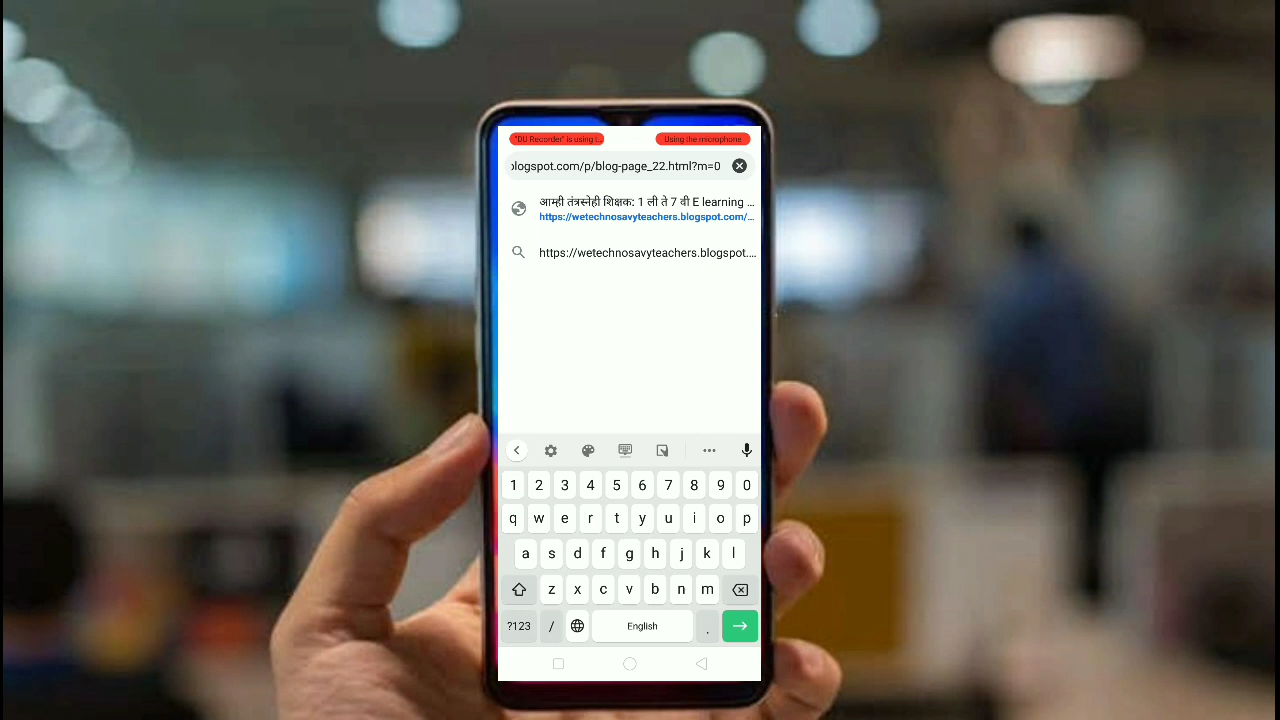 "DU Recorder" is using t...
Using the microphone
blogspot.com/p/blog-page_22.html?m=0
आम्ही तंत्रस्नेही शिक्षक: 1 ली ते 7 वी E learning ...
https://wetechnosavyteachers.blogspot.com/...
https://wetechnosavyteachers.blogspot....
1 2 3 4 5 6 7 8 9 0
q w e r t y u i o p
a s d f g h j k l
z x c v b n m
?123 / English .